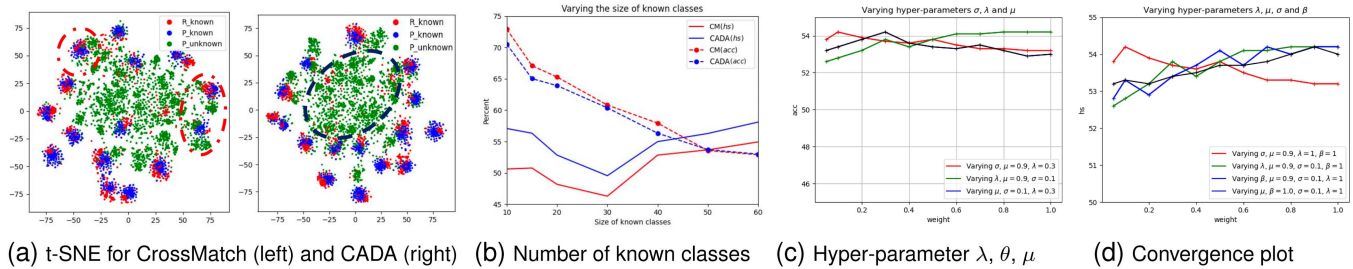 R_known
P_known
P_unknown
75
50
25
0
−25
−50
−75
−75 −50 −25 0 25 50 75
R_known
P_known
P_unknown
75
50
25
0
−25
−50
−75
−75 −50 −25 0 25 50 75
(a) t-SNE for CrossMatch (left) and CADA (right)
Varying the size of known classes
CM(hs)
CADA(hs)
CM(acc)
CADA(acc)
Percent
75
70
65
60
55
50
45
10 20 30 40 50 60
Size of known classes
(b) Number of known classes
Varying hyper-parameters σ, λ and μ
acc
54
52
50
48
46
Varying σ, μ = 0.9, λ = 0.3
Varying λ, μ = 0.9, σ = 0.1
Varying μ, σ = 0.1, λ = 0.3
0.2 0.4 0.6 0.8 1.0
weight
(c) Hyper-parameter λ, θ, μ
Varying hyper-parameters λ, μ, σ and β
hs
55
54
53
52
51
50
Varying σ, μ = 0.9, λ = 1, β = 1
Varying λ, μ = 0.9, σ = 0.1, β = 1
Varying β, μ = 0.9, σ = 0.1, λ = 1
Varying μ, β = 1.0, σ = 0.1, λ = 1
0.2 0.4 0.6 0.8 1.0
weight
(d) Convergence plot